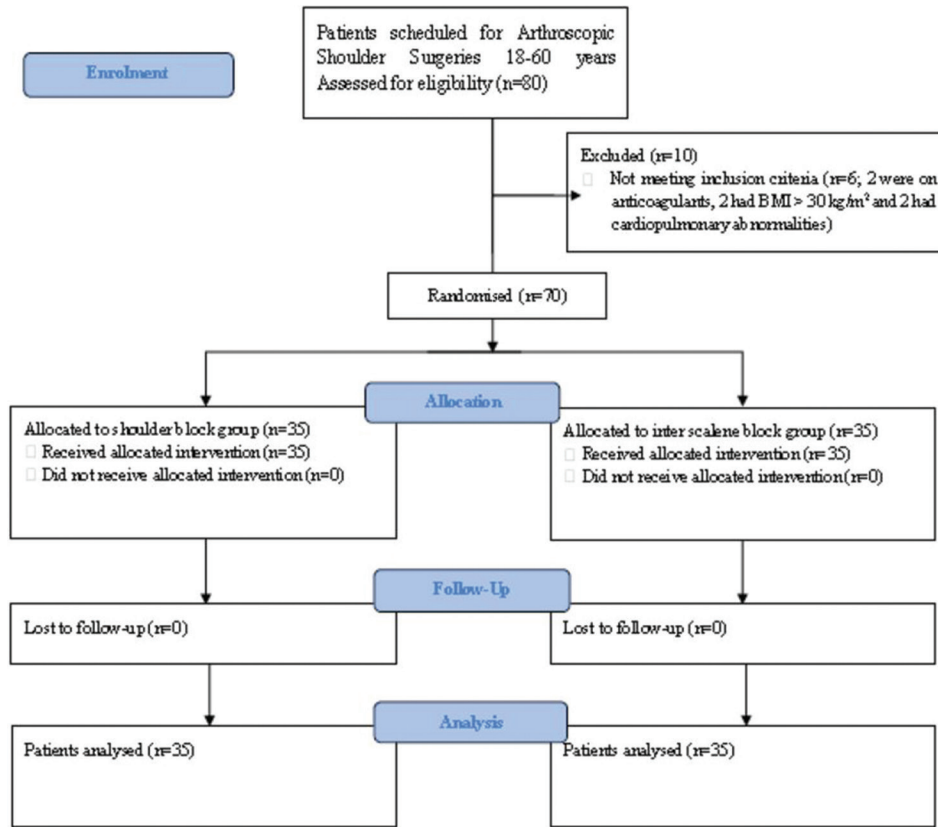 Enrolment
Patients scheduled for Arthroscopic
Shoulder Surgeries 18-60 years
Assessed for eligibility (n=80)
Excluded (n=10)
Not meeting inclusion criteria (n=6; 2 were on
anticoagulants, 2 had BMI > 30 kg/m² and 2 had
cardiopulmonary abnormalities)
Randomised (n=70)
Allocation
Allocated to shoulder block group (n=35)
Received allocated intervention (n=35)
Did not receive allocated intervention (n=0)
Allocated to inter scalene block group (n=35)
Received allocated intervention (n=35)
Did not receive allocated intervention (n=0)
Follow-Up
Lost to follow-up (n=0)
Lost to follow-up (n=0)
Analysis
Patients analysed (n=35)
Patients analysed (n=35)